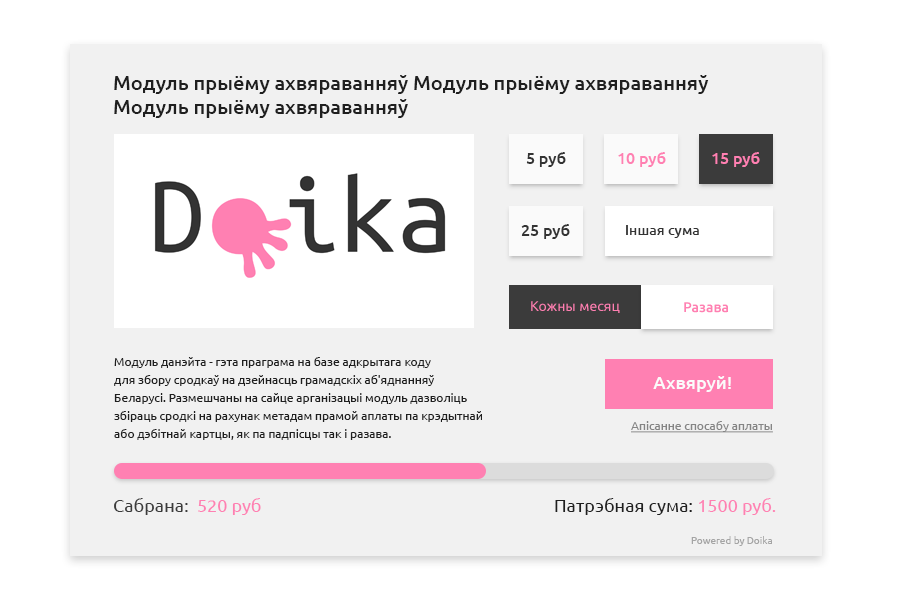 Модуль прыёму ахвяраванняў Модуль прыёму ахвяраванняў
Модуль прыёму ахвяраванняў
Doika
5 руб
10 руб
15 руб
25 руб
Іншая сума
Кожны месяц
Разава
Модуль данэйта - гэта праграма на базе адкрытага коду
для збору сродкаў на дзейнасць грамадскіх аб'яднанняў
Беларусі. Размешчаны на сайце арганізацыі модуль дазволіць
збіраць сродкі на рахунак метадам прамой аплаты па крэдытнай
або дэбітнай картцы, як па падпісцы так і разава.
Ахвяруй!
Апісанне спосабу аплаты
Сабрана: 520 руб
Патрэбная сума: 1500 руб.
Powered by Doika